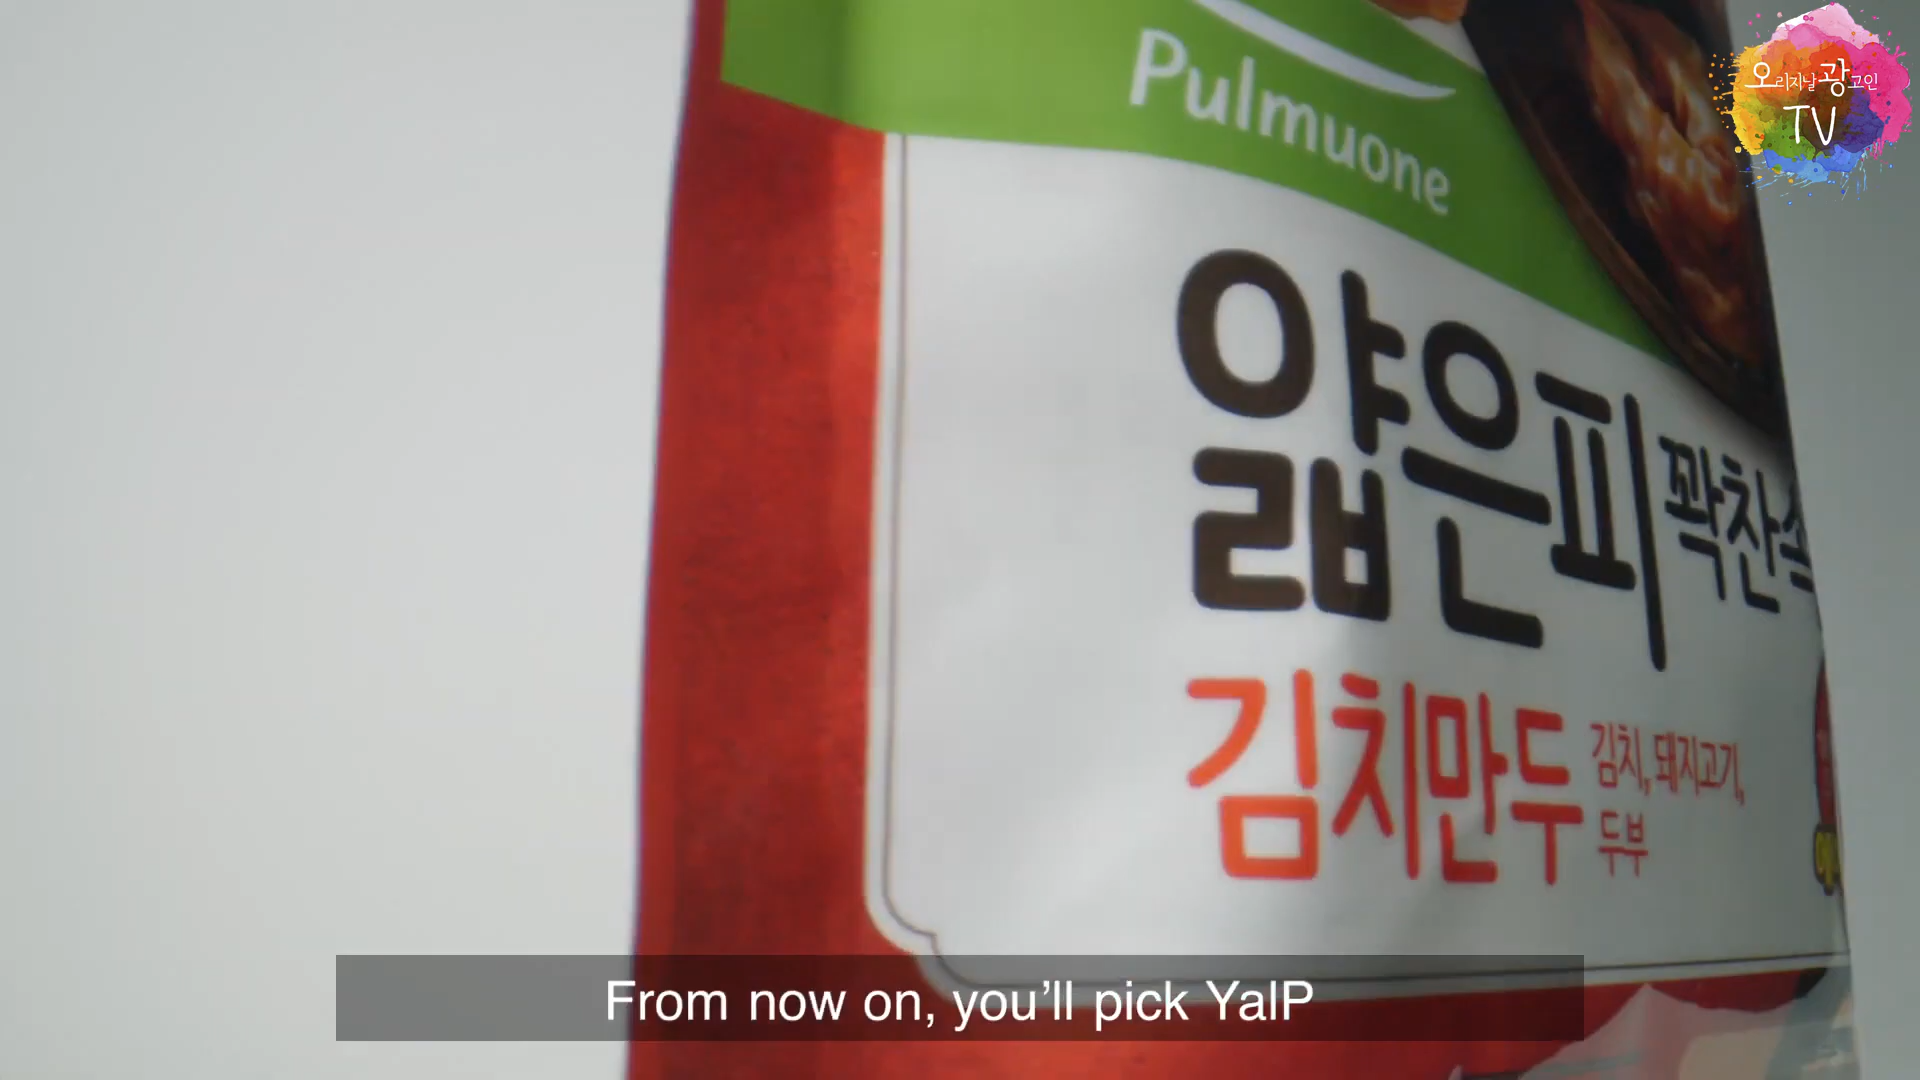 Pulmuone
얇은피 꽉찬속
김치만두 김치, 돼지고기,
두부
오리지날광고인
TV
From now on, you’ll pick YalP